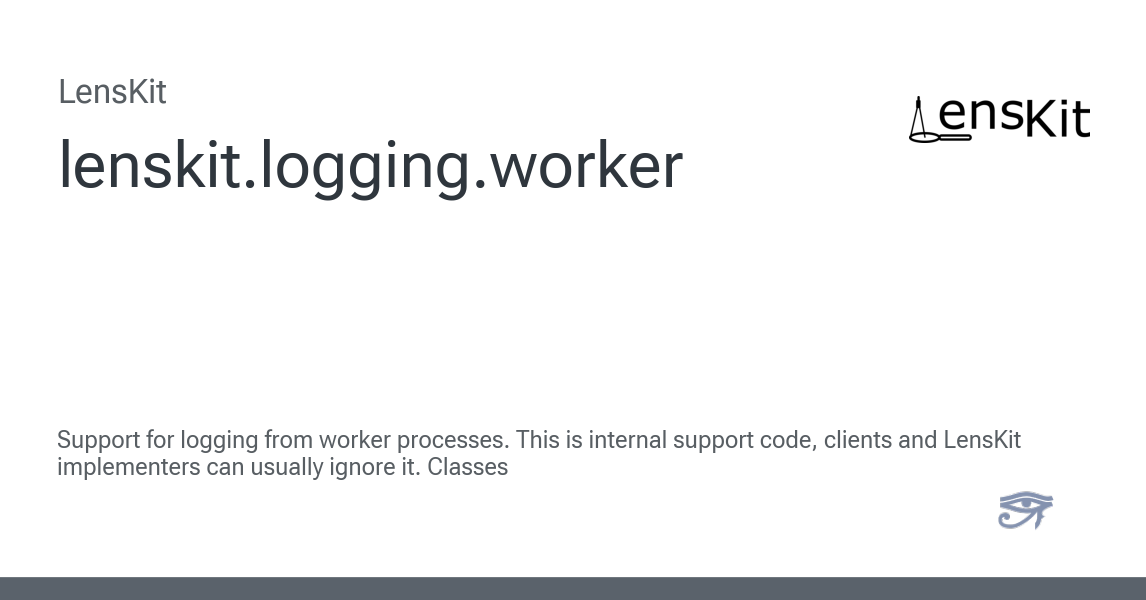 LensKit
LensKit
lenskit.logging.worker
Support for logging from worker processes. This is internal support code, clients and LensKit
implementers can usually ignore it. Classes